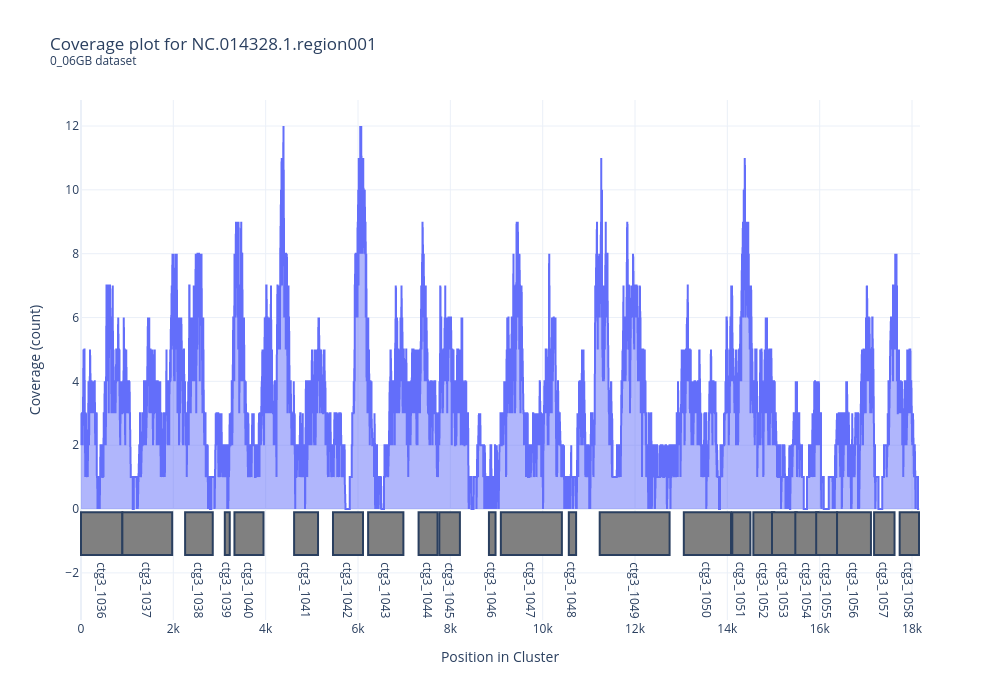 Coverage plot for NC.014328.1.region001
0_06GB dataset
12
10
8
6
4
2
0
−2
Coverage (count)
ctg3_1036
ctg3_1037
ctg3_1038
ctg3_1039
ctg3_1040
ctg3_1041
ctg3_1042
ctg3_1043
ctg3_1044
ctg3_1045
ctg3_1046
ctg3_1047
ctg3_1048
ctg3_1049
ctg3_1050
ctg3_1051
ctg3_1052
ctg3_1053
ctg3_1054
ctg3_1055
ctg3_1056
ctg3_1057
ctg3_1058
0 2k 4k 6k 8k 10k 12k 14k 16k 18k
Position in Cluster